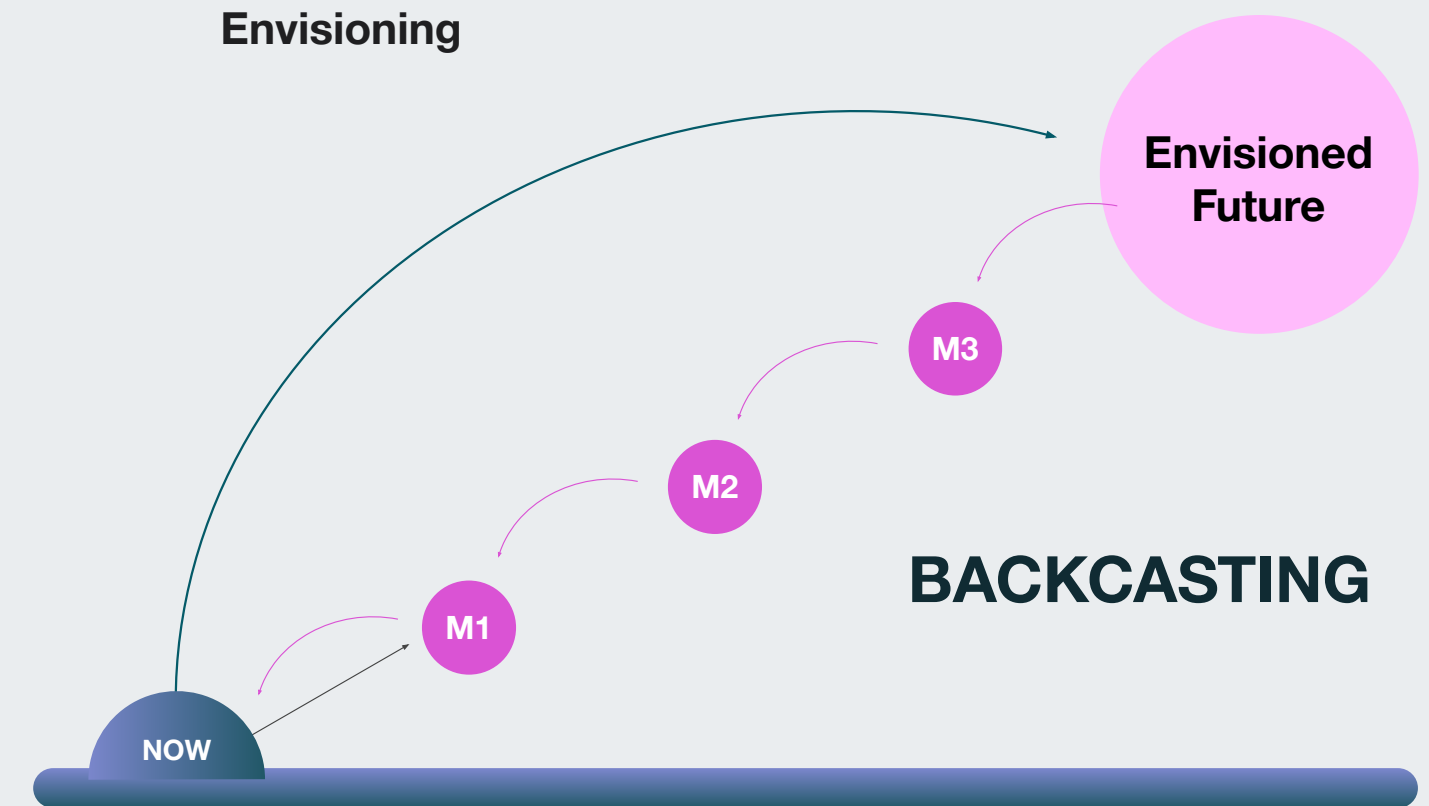 Envisioning
Envisioned
Future
M3
M2
BACKCASTING
M1
NOW